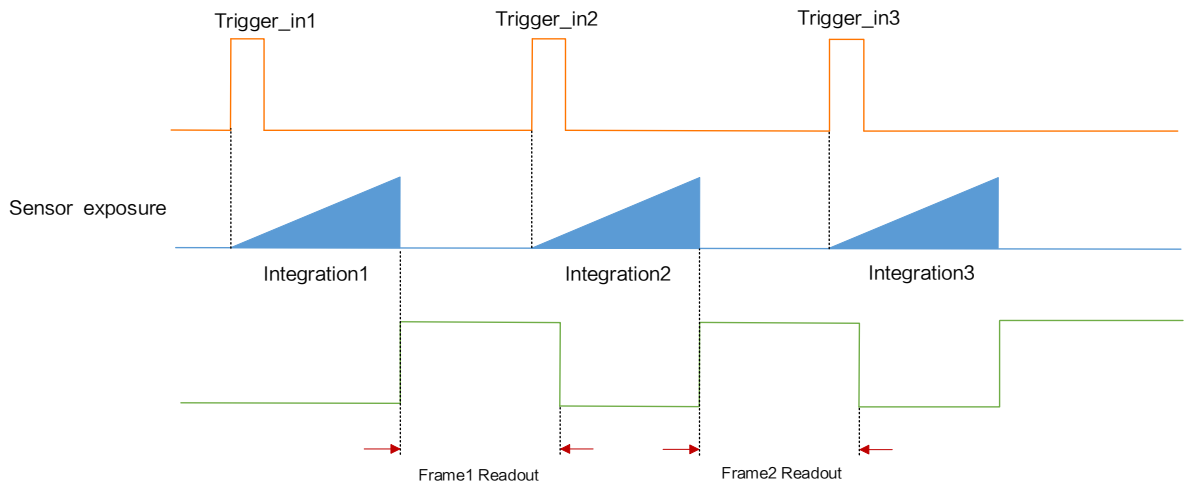 Trigger_in1
Trigger_in2
Trigger_in3
Sensor exposure
Integration1
Integration2
Integration3
Frame1 Readout
Frame2 Readout